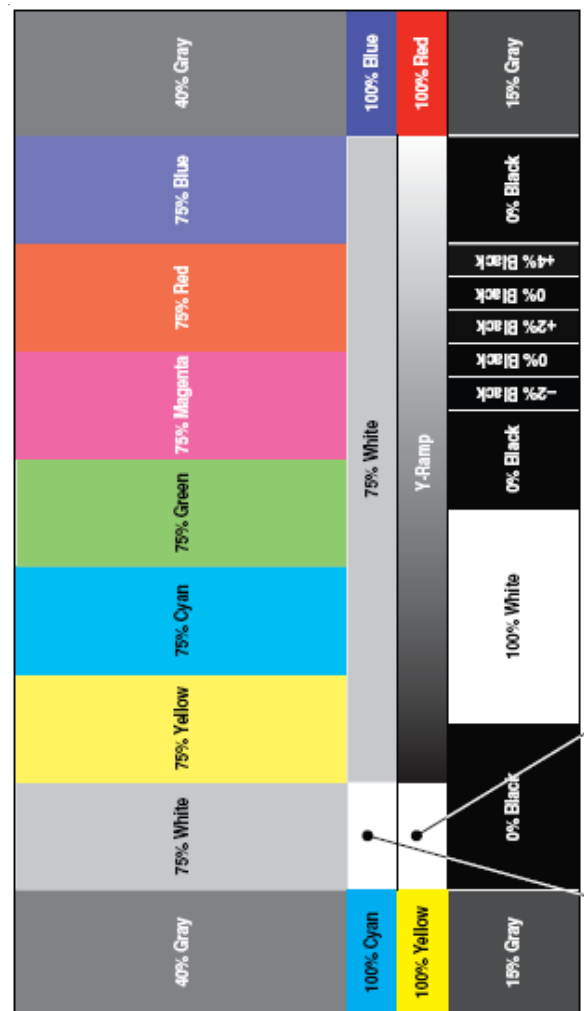 40% Gray
75% White
75% Yellow
75% Cyan
75% Green
75% Magenta
75% Red
75% Blue
40% Gray
100% Cyan
75% White
100% Blue
100% Yellow
Y-Ramp
100% Red
15% Gray
0% Black
100% White
0% Black
–2% Black
0% Black
+2% Black
0% Black
+4% Black
0% Black
15% Gray